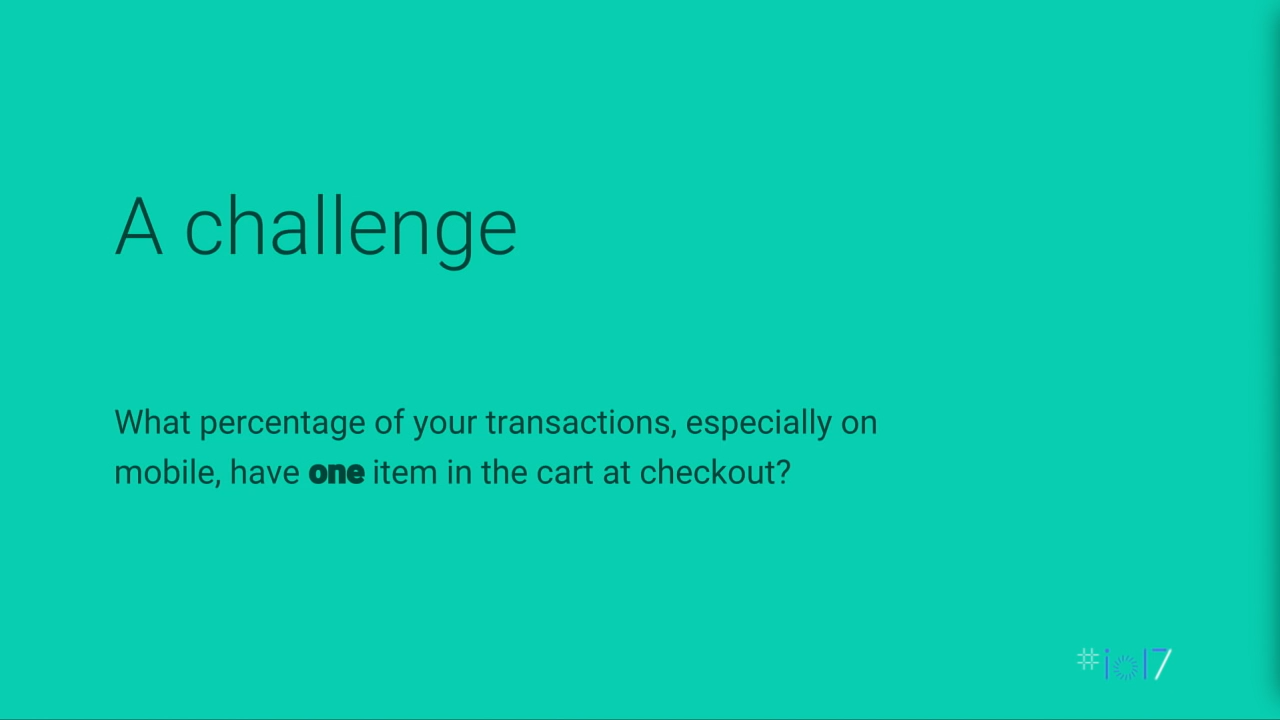 A challenge
What percentage of your transactions, especially on
mobile, have one item in the cart at checkout?
#io17